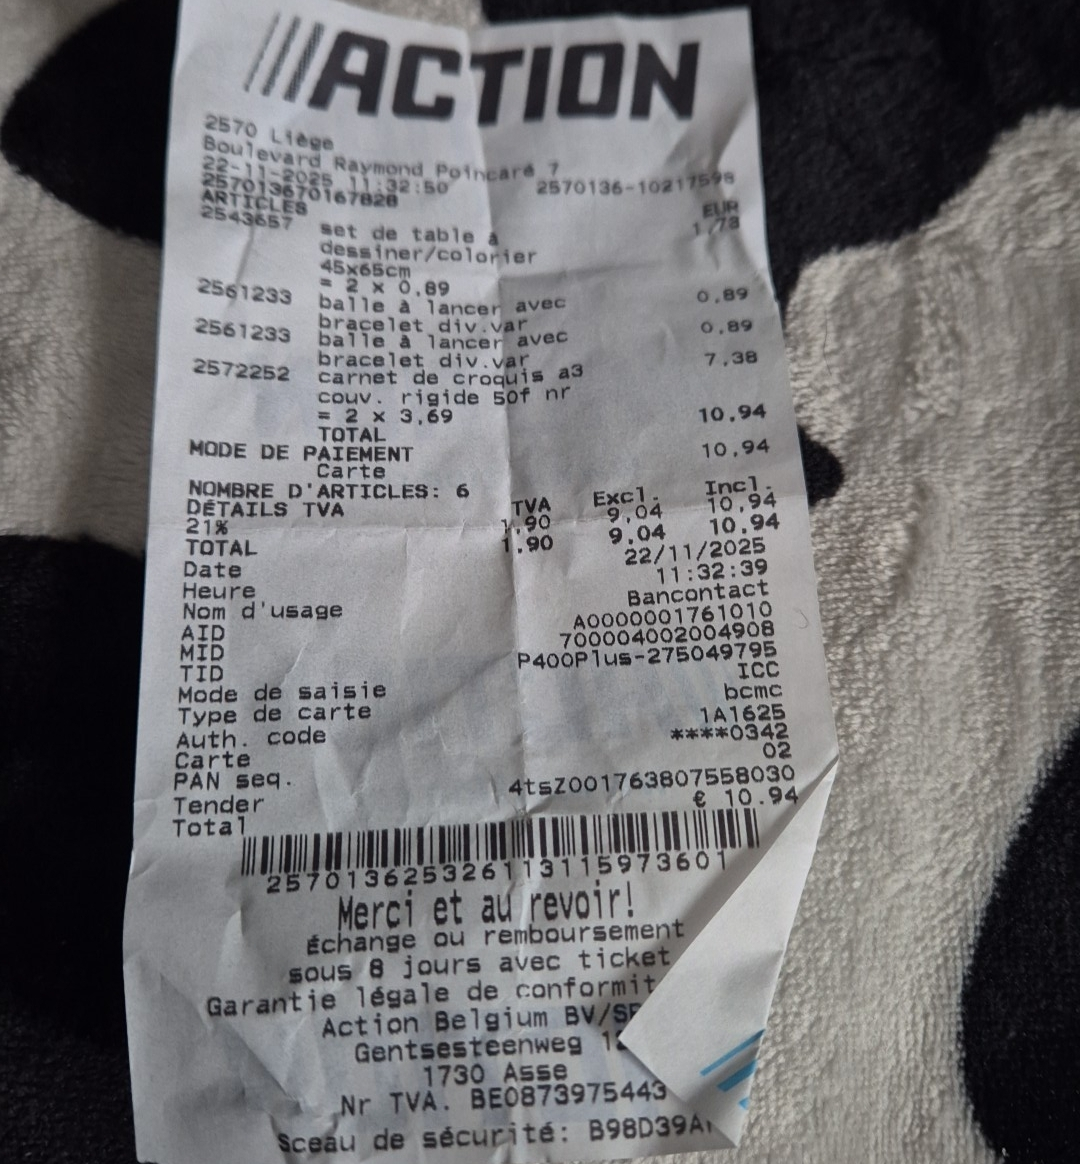 ///ACTION
2570 Liège
Boulevard Raymond Poincaré 7
22-11-2025 11:32:50 2570136-10217598
257013670167828
ARTICLES EUR
2543657 set de table à 1,78
dessiner/colorier
45x65cm
= 2 x 0,89
2561233 balle à lancer avec 0,89
bracelet div.var
2561233 balle à lancer avec 0,89
bracelet div.var
2572252 carnet de croquis a3 7,38
couv. rigide 50f nr
= 2 x 3,69
TOTAL 10,94
MODE DE PAIEMENT
Carte 10,94
NOMBRE D'ARTICLES: 6
DÉTAILS TVA TVA Excl. Incl.
21% 1,90 9,04 10,94
TOTAL 1.90 9.04 10.94
Date 22/11/2025
Heure 11:32:39
Nom d'usage Bancontact
AID A0000001761010
MID 700004002004908
TID P400Plus-275049795
Mode de saisie ICC
Type de carte bcmc
Auth. code 1A1625
Carte ****0342
PAN seq. 02
Tender 4tsZ001763807558030
Total € 10.94
257013625326113115973601
Merci et au revoir!
Échange ou remboursement
sous 8 jours avec ticket
Garantie légale de conformit
Action Belgium BV/
Gentsesteenweg
1730 Asse
Nr TVA. BE0873975443
Sceau de sécurité: B98D39A